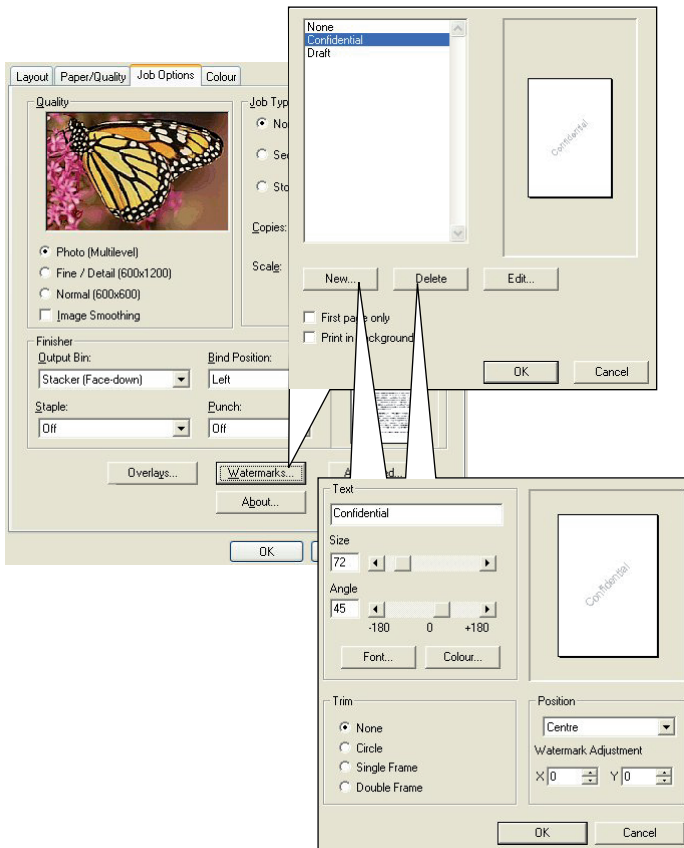 None
Confidential
Draft
Confidential
New...
Delete
Edit...
First page only
Print in background
OK
Cancel
Layout
Paper/Quality
Job Options
Colour
Quality
Photo (Multilevel)
Fine / Detail (600x1200)
Normal (600x600)
Image Smoothing
Copies:
Scale:
Finisher
Output Bin:
Bind Position:
Stacker (Face-down)
Left
Staple:
Punch:
Off
Off
Overlays...
Watermarks...
About...
OK
Text
Confidential
Size
72
Angle
45
-180 0 +180
Font...
Colour...
Confidential
Trim
None
Circle
Single Frame
Double Frame
Position
Centre
Watermark Adjustment
X 0 Y 0
OK
Cancel